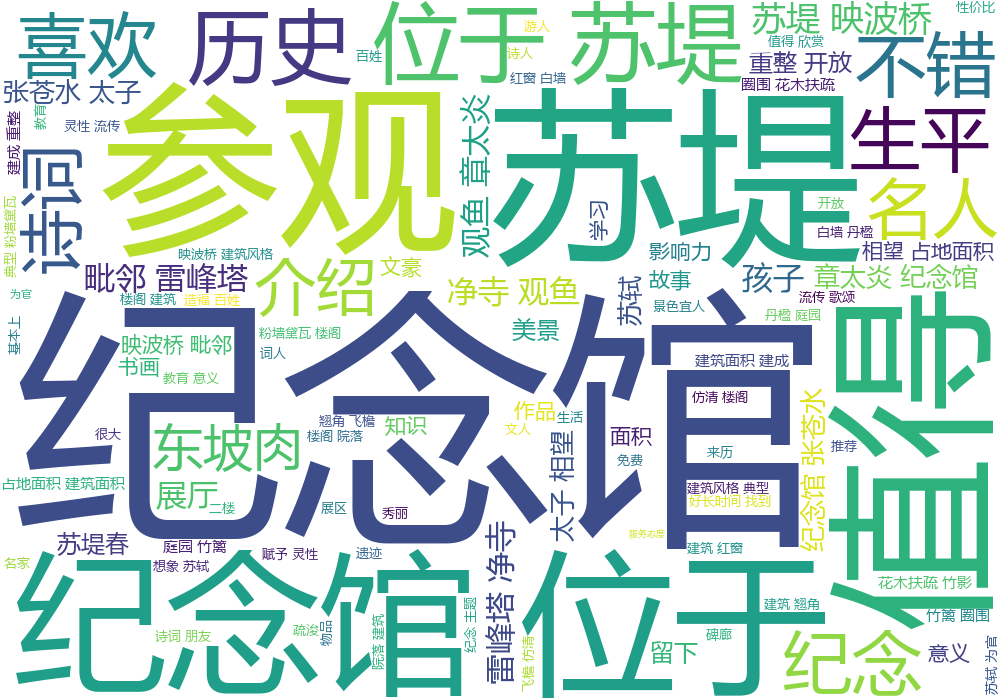 喜欢
历史
百姓
位于
游人
诗人
苏堤
苏堤 映波桥
性价比
值得 欣赏
重整 开放
不错
张苍水 太子
教育
红窗 白墙
圈围 花木扶疏
建成 重整
灵性 流传
参观
观鱼 章太炎
苏堤
生平
诗词
名人
典型 粉墙黛瓦
学习
开放
白墙 丹楹
映波桥 建筑风格
影响力
相望 占地面积
毗邻 雷峰塔
介绍
文豪
故事
孩子
章太炎 纪念馆
为官
楼阁 建筑
造福 百姓
净寺 观鱼
苏轼
景色宜人
流传 歌颂
丹楹 庭园
基本上
粉墙黛瓦 楼阁
美景
映波桥 毗邻
词人
书画
教育 意义
纪念馆
建筑面积 建成
值得
仿清 楼阁
很大
翘角 飞檐
楼阁 院落
知识
作品
生活
文人
东坡肉
太子 相望
面积
纪念馆 张苍水
推荐
来历
免费
占地面积 建筑面积
展厅
二楼
展区
秀丽
建筑风格 典型
好长时间 找到
服务态度
苏堤春
庭园 竹篱
赋予 灵性
遗迹
雷峰塔 净寺
建筑 红窗
名家
想象 苏轼
纪念馆 位于
花木扶疏 竹影
建筑 翘角
竹篱 圈围
诗词 朋友
疏浚
物品
院落 建筑
纪念 主题
飞檐 仿清
留下
碑廊
纪念
意义
苏轼 为官